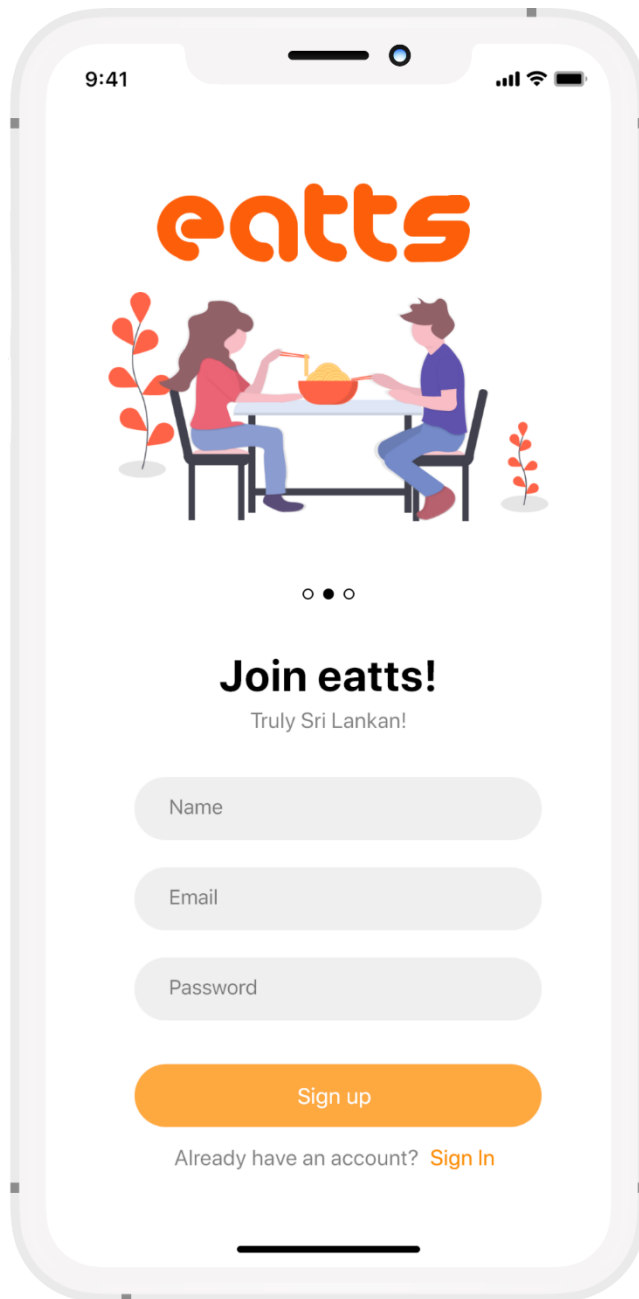 9:41
eatts
Join eatts!
Truly Sri Lankan!
Name
Email
Password
Sign up
Already have an account? Sign In